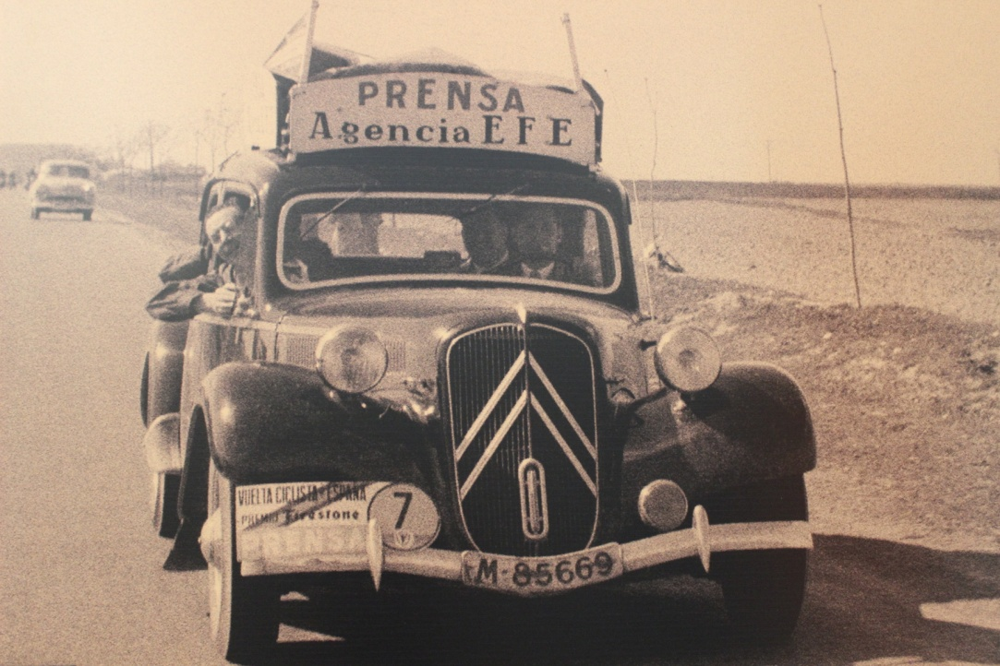 PRENSA
Agencia EFE
VUELTA CICLISTA A ESPAÑA
PREMIO Firestone
PRENSA
7
M-85669